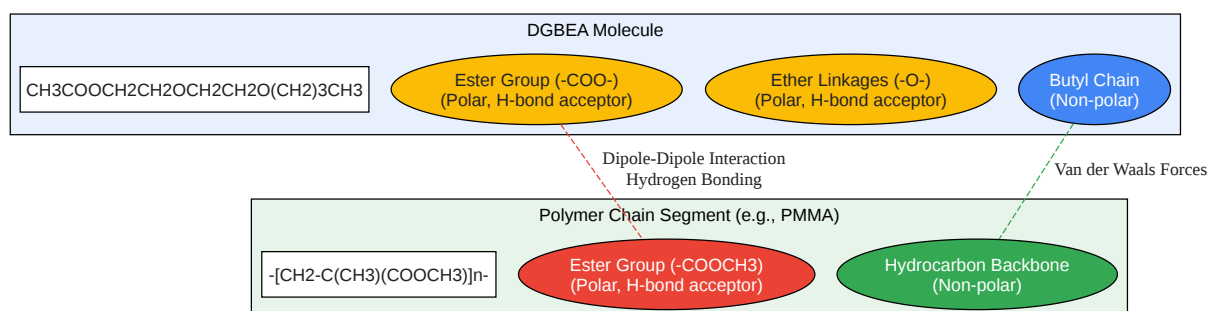 DGBEA Molecule
CH3COOCH2CH2OCH2CH2O(CH2)3CH3
Ester Group (-COO-)
(Polar, H-bond acceptor)
Ether Linkages (-O-)
(Polar, H-bond acceptor)
Butyl Chain
(Non-polar)
Dipole-Dipole Interaction
Hydrogen Bonding
Van der Waals Forces
Polymer Chain Segment (e.g., PMMA)
-[CH2-C(CH3)(COOCH3)]n-
Ester Group (-COOCH3)
(Polar, H-bond acceptor)
Hydrocarbon Backbone
(Non-polar)